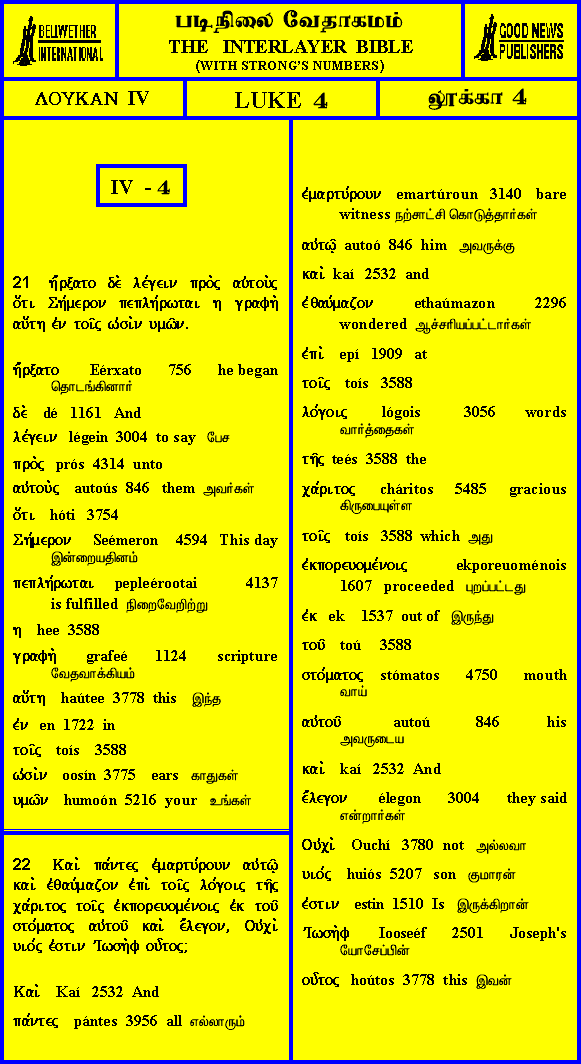 BELLWETHER
INTERNATIONAL
படிநிலை வேதாகமம்
THE INTERLAYER BIBLE
(WITH STRONG'S NUMBERS)
GOOD NEWS
PUBLISHERS
ΛΟΥΚΑΝ IV
LUKE 4
லூக்கா 4
IV - 4
21 ἤρξατο δὲ λέγειν πρὸς αὐτοὺς
ὅτι Σήμερον πεπλήρωται η γραφὴ
αὕτη ἐν τοῖς ὠσὶν υμῶν.
ἤρξατο Eérxato 756 he began
தொடங்கினார்
δὲ dé 1161 And
λέγειν légein 3004 to say பேச
πρὸς prós 4314 unto
αὐτοὺς autoús 846 them அவர்கள்
ὅτι hóti 3754
Σήμερον Seémeron 4594 This day
இன்றையதினம்
πεπλήρωται pepleérootai 4137
is fulfilled நிறைவேறிற்று
η hee 3588
γραφὴ grafeé 1124 scripture
வேதவாக்கியம்
αὕτη haútee 3778 this இந்த
ἐν en 1722 in
τοῖς toís 3588
ὠσὶν oosín 3775 ears காதுகள்
υμῶν humoón 5216 your உங்கள்
22 Καὶ πάντες ἐμαρτύρουν αὐτῷ
καὶ ἐθαύμαζον ἐπὶ τοῖς λόγοις τῆς
χάριτος τοῖς ἐκπορευομένοις ἐκ τοῦ
στόματος αὐτοῦ καὶ ἔλεγον, Οὐχὶ
υιός ἐστιν Ἰωσὴφ οὗτος;
Καὶ Kaí 2532 And
πάντες pántes 3956 all எல்லாரும்
ἐμαρτύρουν emartúroun 3140 bare
witness நற்சாட்சி கொடுத்தார்கள்
αὐτῷ autoó 846 him அவருக்கு
καὶ kaí 2532 and
ἐθαύμαζον ethaúmazon 2296
wondered ஆச்சரியப்பட்டார்கள்
ἐπὶ epí 1909 at
τοῖς toís 3588
λόγοις lógois 3056 words
வார்த்தைகள்
τῆς teés 3588 the
χάριτος cháritos 5485 gracious
கிருபையுள்ள
τοῖς toís 3588 which அது
ἐκπορευομένοις ekporeuoménois
1607 proceeded புறப்பட்டது
ἐκ ek 1537 out of இருந்து
τοῦ toú 3588
στόματος stómatos 4750 mouth
வாய்
αὐτοῦ autoú 846 his
அவருடைய
καὶ kaí 2532 And
ἔλεγον élegon 3004 they said
என்றார்கள்
Οὐχὶ Ouchí 3780 not அல்லவா
υιός huiós 5207 son குமாரன்
ἐστιν estin 1510 Is இருக்கிறான்
Ἰωσὴφ Iooseéf 2501 Joseph's
யோசேப்பின்
οὗτος hoútos 3778 this இவன்